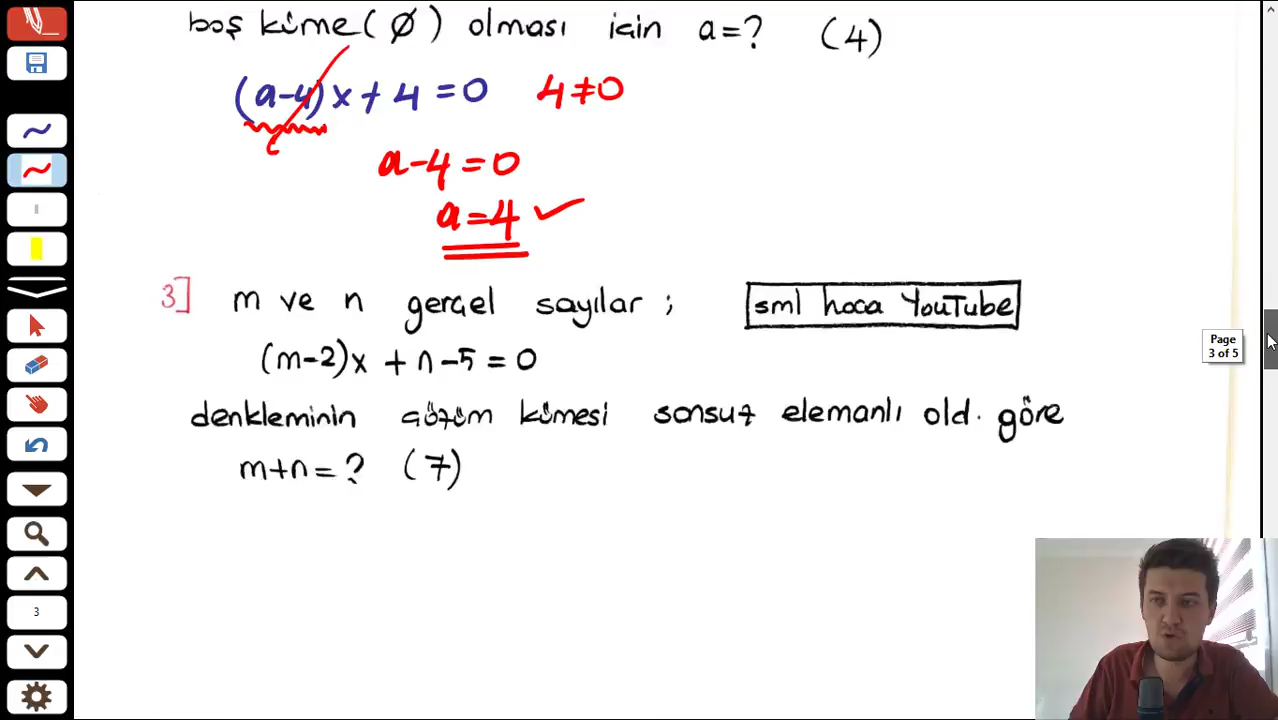 boş küme (∅) olması için a=? (4)
(a-4)x + 4 = 0 4≠0
a-4=0
a=4 ✓
3] m ve n gerçel sayılar ;
sml hoca YouTube
(m-2)x + n-5 = 0
denkleminin çözüm kümesi sonsuz elemanlı old. göre
m+n=? (7)
Page
3 of 5
3